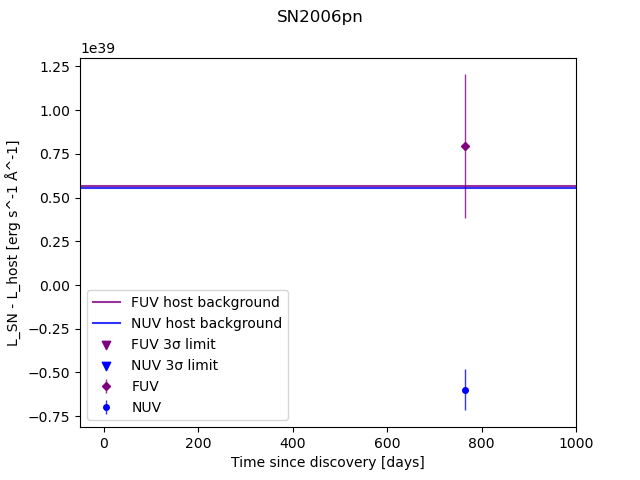 SN2006pn
1e39
L_SN - L_host [erg s^-1 Å^-1]
1.25
1.00
0.75
0.50
0.25
0.00
−0.25
−0.50
−0.75
FUV host background
NUV host background
FUV 3σ limit
NUV 3σ limit
FUV
NUV
0 200 400 600 800 1000
Time since discovery [days]